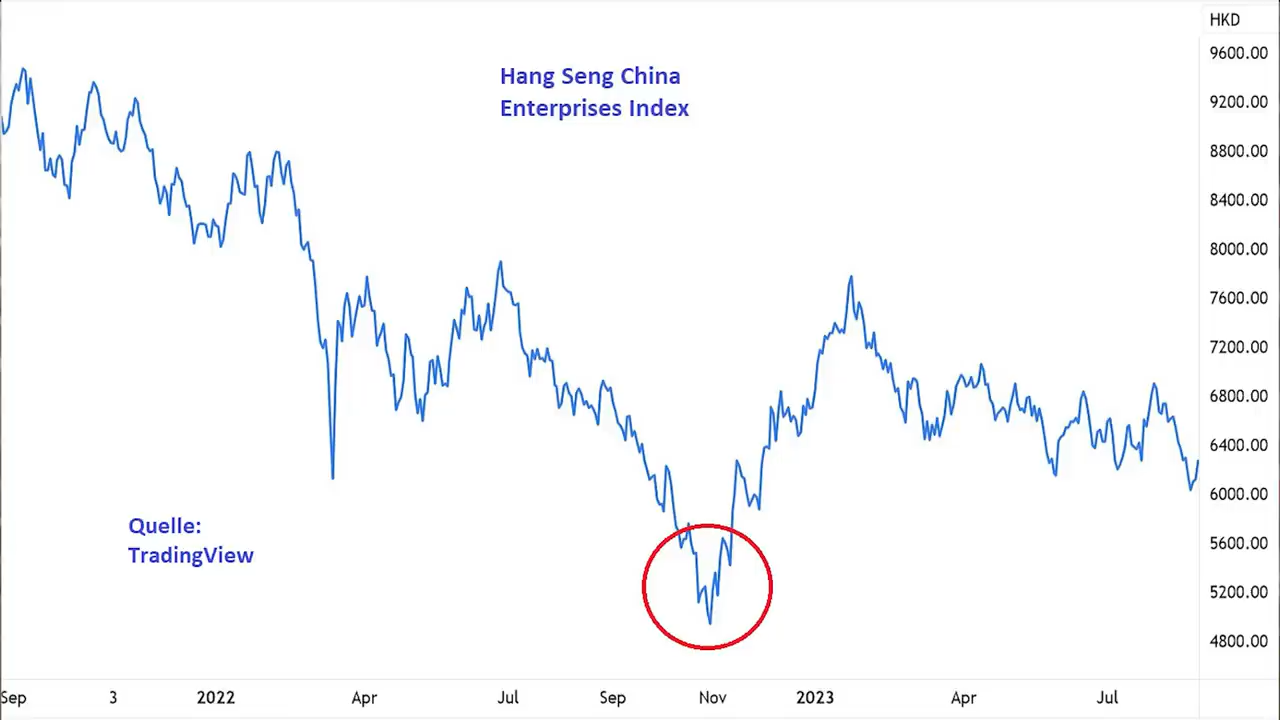 HKD
Hang Seng China
Enterprises Index
9600.00
9200.00
8800.00
8400.00
8000.00
7600.00
7200.00
6800.00
6400.00
6000.00
5600.00
5200.00
4800.00
Quelle:
TradingView
Sep 3 2022 Apr Jul Sep Nov 2023 Apr Jul